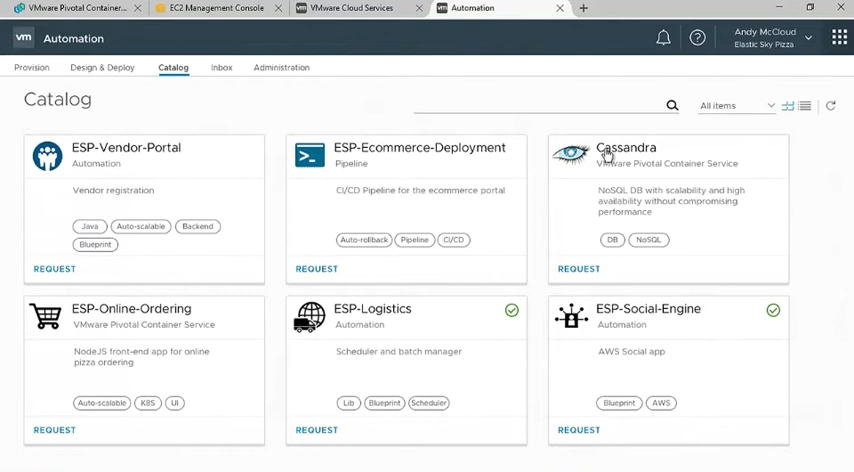 VMware Pivotal Container...
EC2 Management Console
vm VMware Cloud Services
vm Automation
vm Automation
Andy McCloud
Elastic Sky Pizza
Provision Design & Deploy Catalog Inbox Administration
Catalog
All items
ESP-Vendor-Portal
Automation
Vendor registration
Java Auto-scalable Backend
Blueprint
REQUEST
>_ ESP-Ecommerce-Deployment
Pipeline
CI/CD Pipeline for the ecommerce portal
Auto-rollback Pipeline CI/CD
REQUEST
Cassandra
VMware Pivotal Container Service
NoSQL DB with scalability and high
availability without compromising
performance
DB NoSQL
REQUEST
ESP-Online-Ordering
VMware Pivotal Container Service
NodeJS front-end app for online
pizza ordering
Auto-scalable K8S UI
REQUEST
ESP-Logistics
Automation
Scheduler and batch manager
Lib Blueprint Scheduler
REQUEST
ESP-Social-Engine
Automation
AWS Social app
Blueprint AWS
REQUEST